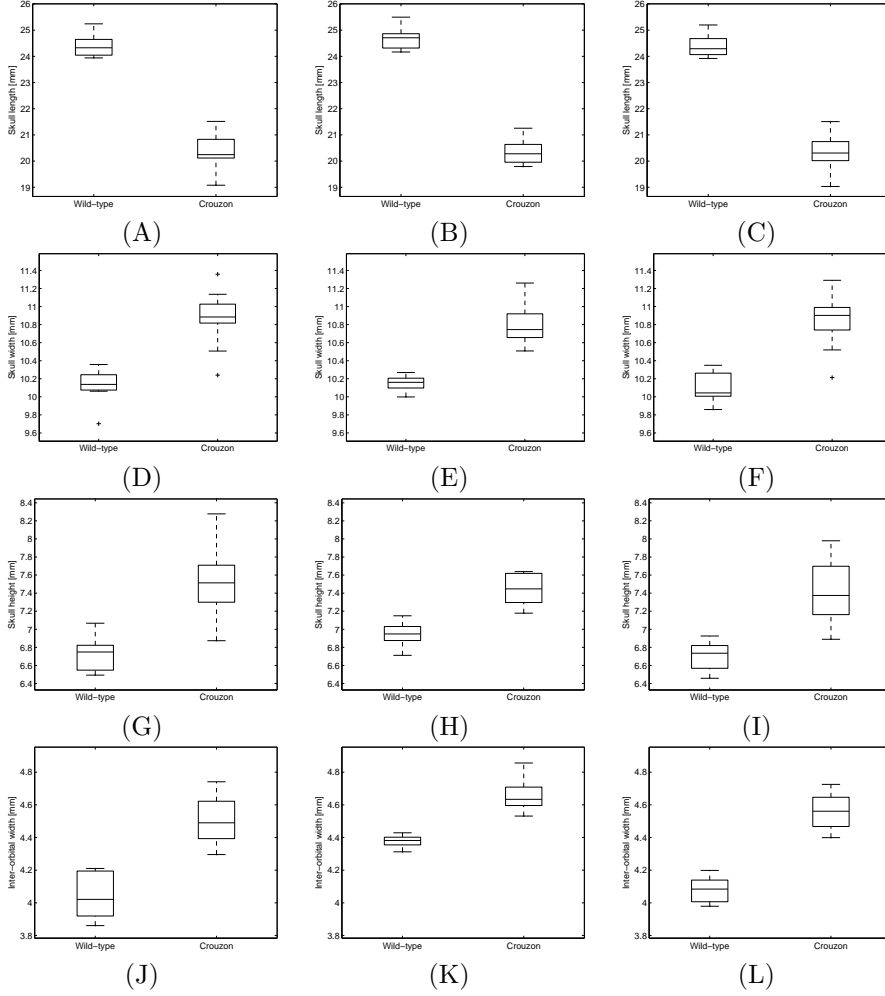 26
25
24
23
22
21
20
19
Skull length [mm]
Wild−type Crouzon
(A)
26
25
24
23
22
21
20
19
Skull length [mm]
Wild−type Crouzon
(B)
26
25
24
23
22
21
20
19
Skull length [mm]
Wild−type Crouzon
(C)
11.4
11.2
11
10.8
10.6
10.4
10.2
10
9.8
9.6
Skull width [mm]
Wild−type Crouzon
(D)
11.4
11.2
11
10.8
10.6
10.4
10.2
10
9.8
9.6
Skull width [mm]
Wild−type Crouzon
(E)
11.4
11.2
11
10.8
10.6
10.4
10.2
10
9.8
9.6
Skull width [mm]
Wild−type Crouzon
(F)
8.4
8.2
8
7.8
7.6
7.4
7.2
7
6.8
6.6
6.4
Skull height [mm]
Wild−type Crouzon
(G)
8.4
8.2
8
7.8
7.6
7.4
7.2
7
6.8
6.6
6.4
Skull height [mm]
Wild−type Crouzon
(H)
8.4
8.2
8
7.8
7.6
7.4
7.2
7
6.8
6.6
6.4
Skull height [mm]
Wild−type Crouzon
(I)
4.8
4.6
4.4
4.2
4
3.8
Inter−orbital width [mm]
Wild−type Crouzon
(J)
4.8
4.6
4.4
4.2
4
3.8
Inter−orbital width [mm]
Wild−type Crouzon
(K)
4.8
4.6
4.4
4.2
4
3.8
Inter−orbital width [mm]
Wild−type Crouzon
(L)